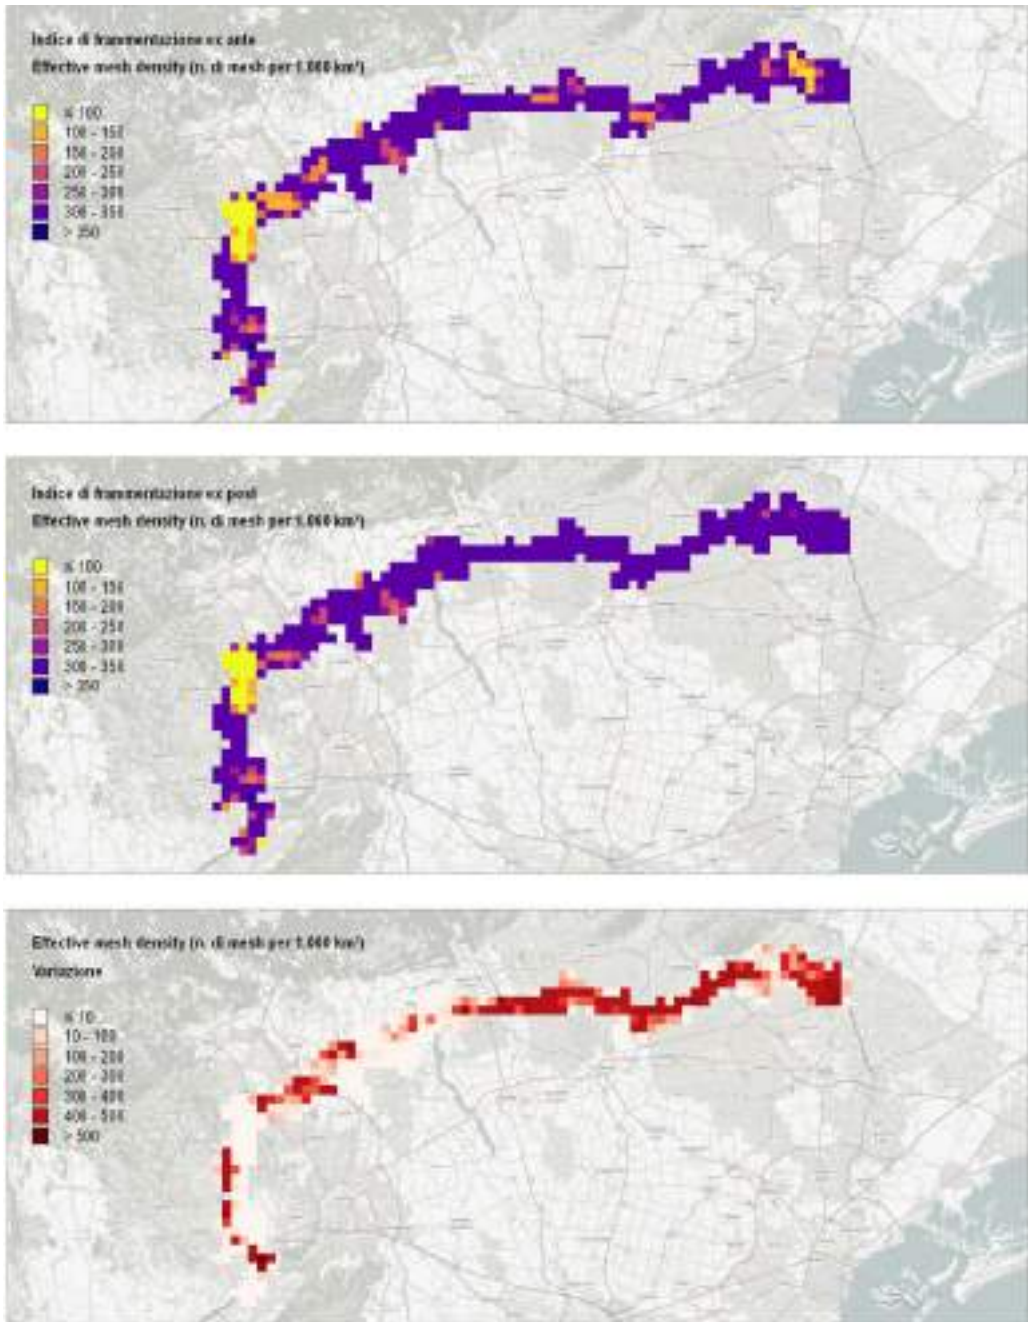 Indice di frammentazione ex ante
Effective mesh density (n. di mesh per 1.000 km²)
≤ 100
100 - 150
150 - 200
200 - 250
250 - 300
300 - 350
> 350
Indice di frammentazione ex post
Effective mesh density (n. di mesh per 1.000 km²)
≤ 100
100 - 150
150 - 200
200 - 250
250 - 300
300 - 350
> 350
Effective mesh density (n. di mesh per 1.000 km²)
Variazione
≤ 10
10 - 100
100 - 200
200 - 300
300 - 400
400 - 500
> 500